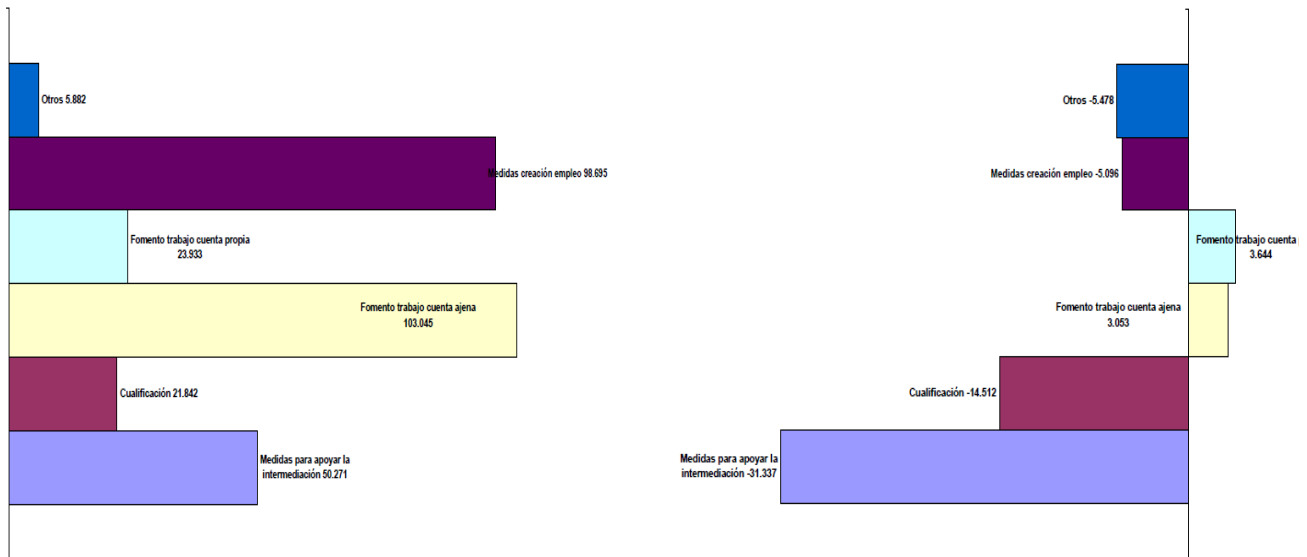 Otros 5.882
Medidas creación empleo 98.695
Fomento trabajo cuenta propia
23.933
Fomento trabajo cuenta ajena
103.045
Cualificación 21.842
Medidas para apoyar la
intermediación 50.271
Otros -5.478
Medidas creación empleo -5.096
Fomento trabajo cuenta
3.644
Fomento trabajo cuenta ajena
3.053
Cualificación -14.512
Medidas para apoyar la
intermediación -31.337